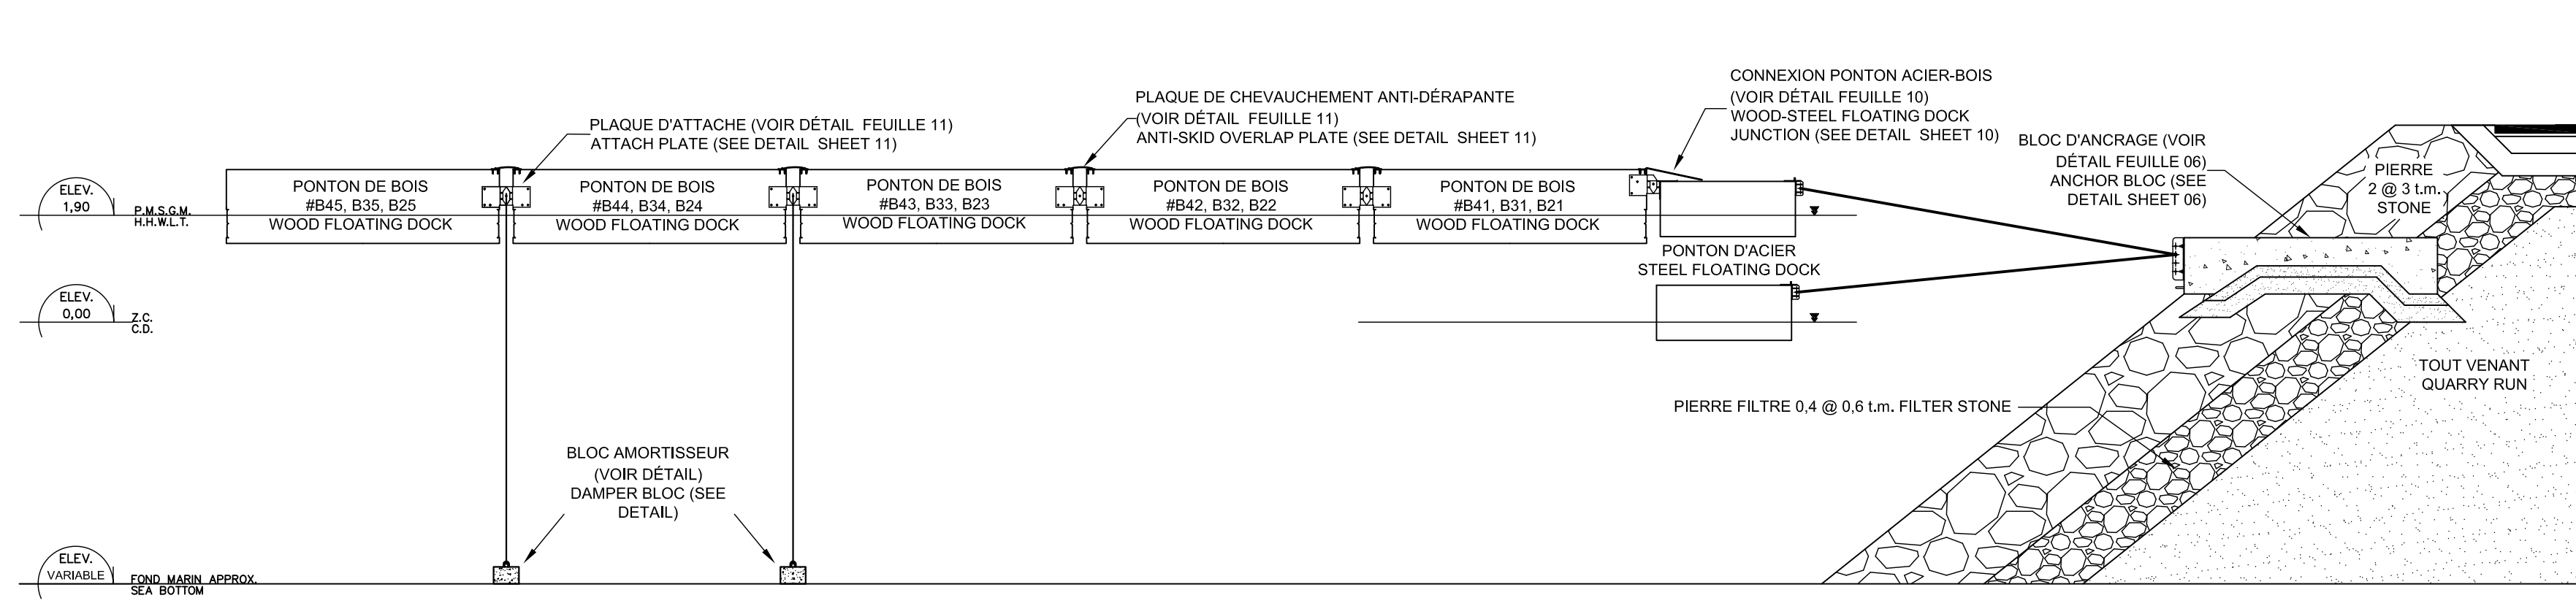 CONNEXION PONTON ACIER-BOIS
(VOIR DÉTAIL FEUILLE 10)
WOOD-STEEL FLOATING DOCK
JUNCTION (SEE DETAIL SHEET 10)
PLAQUE DE CHEVAUCHEMENT ANTI-DÉRAPANTE
(VOIR DÉTAIL FEUILLE 11)
ANTI-SKID OVERLAP PLATE (SEE DETAIL SHEET 11)
PLAQUE D'ATTACHE (VOIR DÉTAIL FEUILLE 11)
ATTACH PLATE (SEE DETAIL SHEET 11)
BLOC D'ANCRAGE (VOIR
DÉTAIL FEUILLE 06)
ANCHOR BLOC (SEE
DETAIL SHEET 06)
PIERRE
2 @ 3 t.m.
STONE
ELEV.
1,90
P.M.S.G.M.
H.H.W.L.T.
PONTON DE BOIS
#B45, B35, B25
WOOD FLOATING DOCK
PONTON DE BOIS
#B44, B34, B24
WOOD FLOATING DOCK
PONTON DE BOIS
#B43, B33, B23
WOOD FLOATING DOCK
PONTON DE BOIS
#B42, B32, B22
WOOD FLOATING DOCK
PONTON DE BOIS
#B41, B31, B21
WOOD FLOATING DOCK
PONTON D'ACIER
STEEL FLOATING DOCK
ELEV.
0,00
Z.C.
C.D.
TOUT VENANT
QUARRY RUN
PIERRE FILTRE 0,4 @ 0,6 t.m. FILTER STONE
BLOC AMORTISSEUR
(VOIR DÉTAIL)
DAMPER BLOC (SEE
DETAIL)
ELEV.
VARIABLE
FOND MARIN APPROX.
SEA BOTTOM